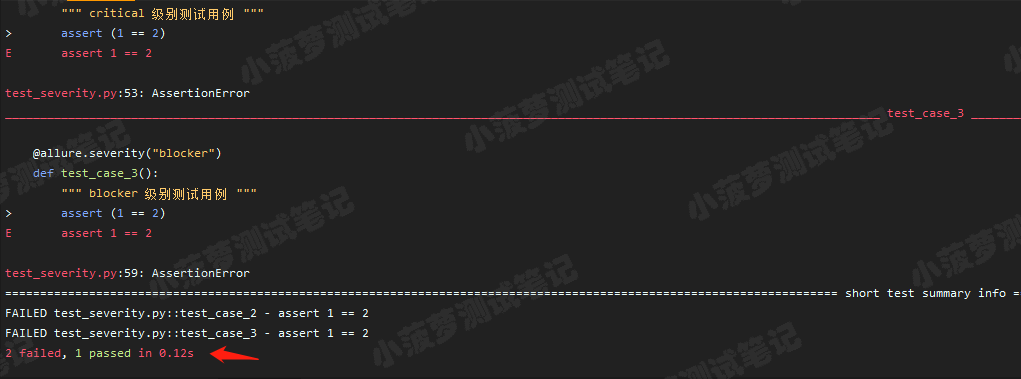 """ critical 级别测试用例 """
> assert (1 == 2)
E assert 1 == 2
test_severity.py:53: AssertionError
test_case_3
@allure.severity("blocker")
def test_case_3():
""" blocker 级别测试用例 """
> assert (1 == 2)
E assert 1 == 2
test_severity.py:59: AssertionError
short test summary info
FAILED test_severity.py::test_case_2 - assert 1 == 2
FAILED test_severity.py::test_case_3 - assert 1 == 2
2 failed, 1 passed in 0.12s
小菠萝测试笔记